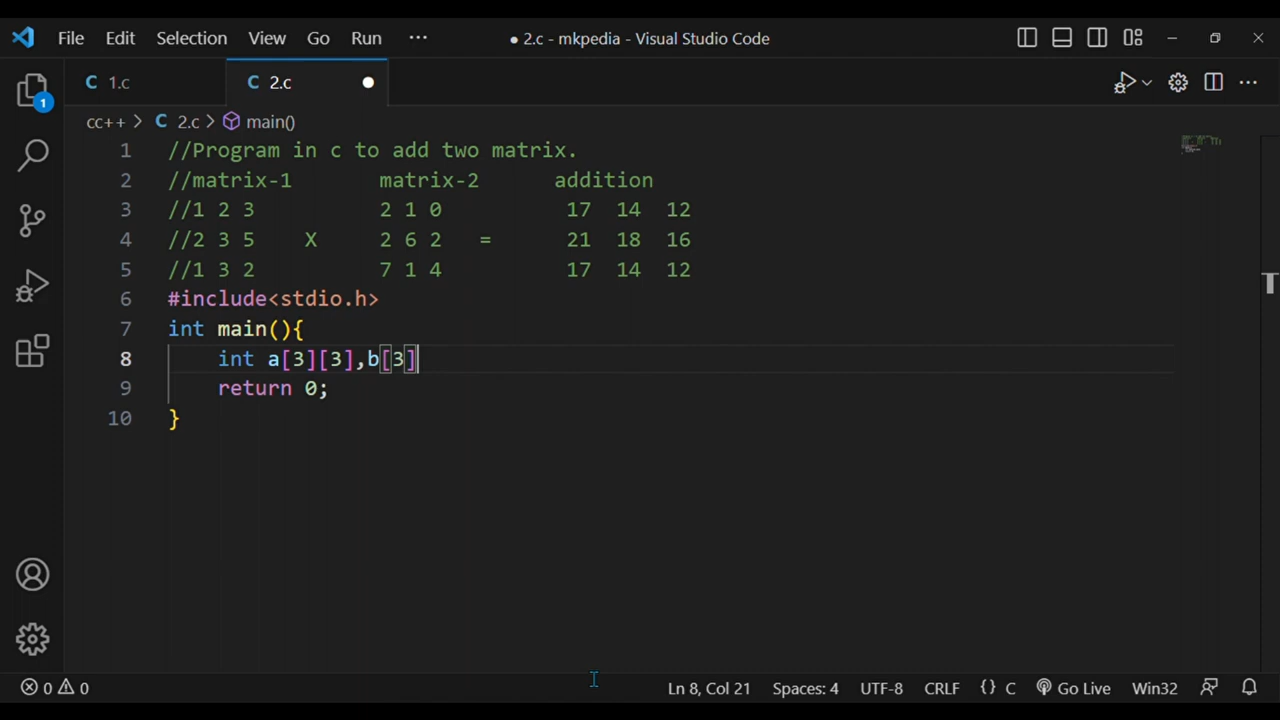 File Edit Selection View Go Run ··· ● 2.c - mkpedia - Visual Studio Code
C 1.c C 2.c ●
cc++ > C 2.c > main()
1 //Program in c to add two matrix.
2 //matrix-1 matrix-2 addition
3 //1 2 3 2 1 0 17 14 12
4 //2 3 5 X 2 6 2 = 21 18 16
5 //1 3 2 7 1 4 17 14 12
6 #include<stdio.h>
7 int main(){
8 int a[3][3],b[3]
9 return 0;
10 }
1
0 0 Ln 8, Col 21 Spaces: 4 UTF-8 CRLF {} C Go Live Win32